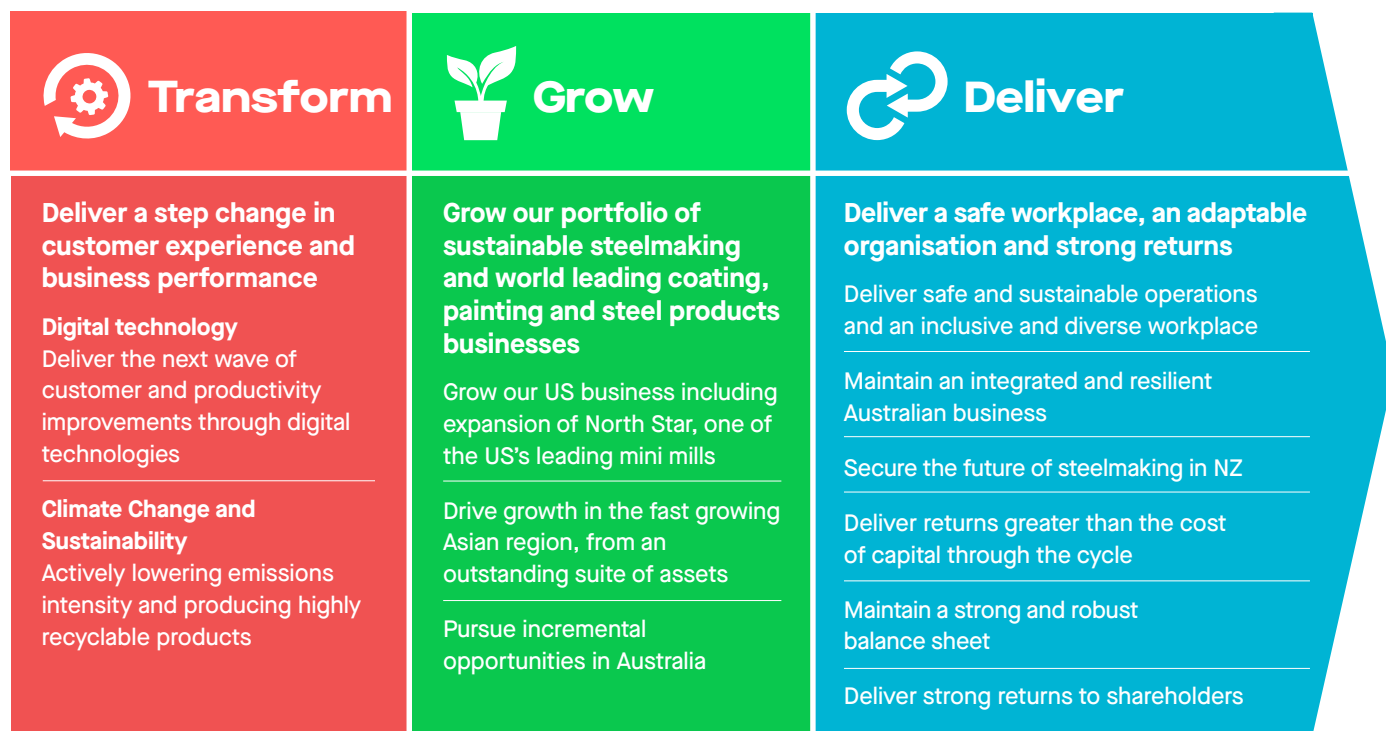 Transform
Deliver a step change in
customer experience and
business performance
Digital technology
Deliver the next wave of
customer and productivity
improvements through digital
technologies
Climate Change and
Sustainability
Actively lowering emissions
intensity and producing highly
recyclable products
Grow
Grow our portfolio of
sustainable steelmaking
and world leading coating,
painting and steel products
businesses
Grow our US business including
expansion of North Star, one of
the US's leading mini mills
Drive growth in the fast growing
Asian region, from an
outstanding suite of assets
Pursue incremental
opportunities in Australia
Deliver
Deliver a safe workplace, an adaptable
organisation and strong returns
Deliver safe and sustainable operations
and an inclusive and diverse workplace
Maintain an integrated and resilient
Australian business
Secure the future of steelmaking in NZ
Deliver returns greater than the cost
of capital through the cycle
Maintain a strong and robust
balance sheet
Deliver strong returns to shareholders